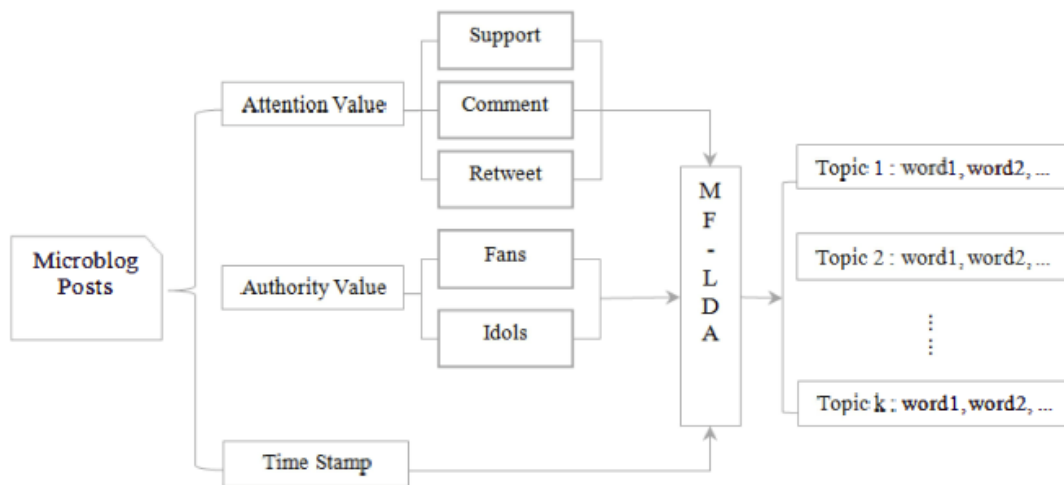 Support
Attention Value
Comment
Retweet
Microblog
Posts
Authority Value
Fans
Idols
Time Stamp
M
F
-
L
D
A
Topic 1 : word1, word2, ...
Topic 2 : word1, word2, ...
Topic k : word1, word2, ...